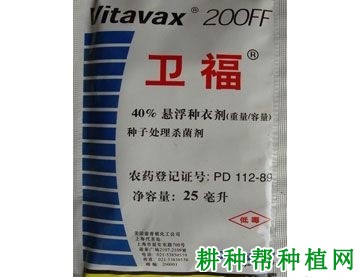 Vitavax® 200FF
卫福®
40% 悬浮种衣剂(重量/容量)
种子处理杀菌剂
农药登记证号: PD 112-89
净容量: 25 毫升
低毒
耕种帮种植网